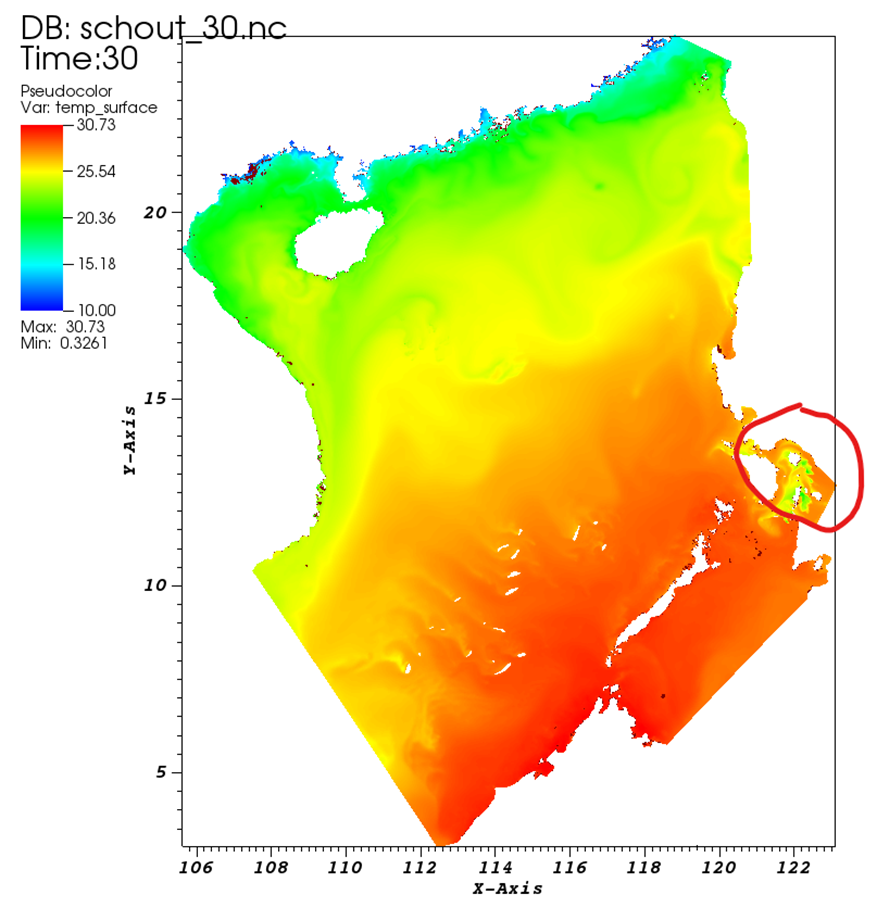 DB: schout_30.nc
Time:30
Pseudocolor
Var: temp_surface
30.73
25.54
20.36
15.18
10.00
Max: 30.73
Min: 0.3261
20
15
10
5
Y-Axis
106 108 110 112 114 116 118 120 122
X-Axis